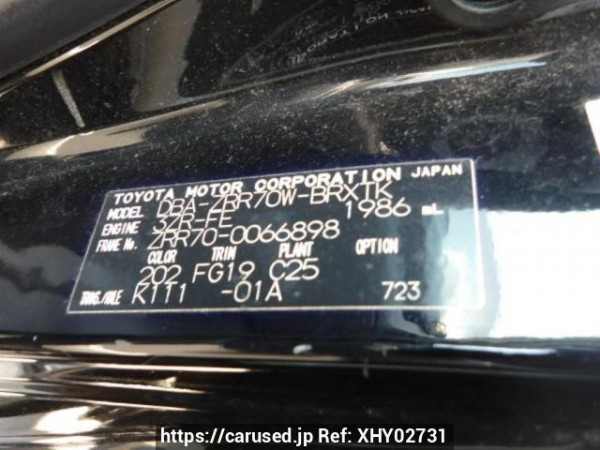 TOYOTA MOTOR CORPORATION JAPAN
MODEL DBA-ZRR70W-BRXTK
ENGINE 3ZR-FE 1986 mL
FRAME No. ZRR70-0066898
COLOR TRIM PLANT OPTION
202 FG19 C25
TRANS./AXLE K111 -01A 723
https://carused.jp Ref: XHY02731